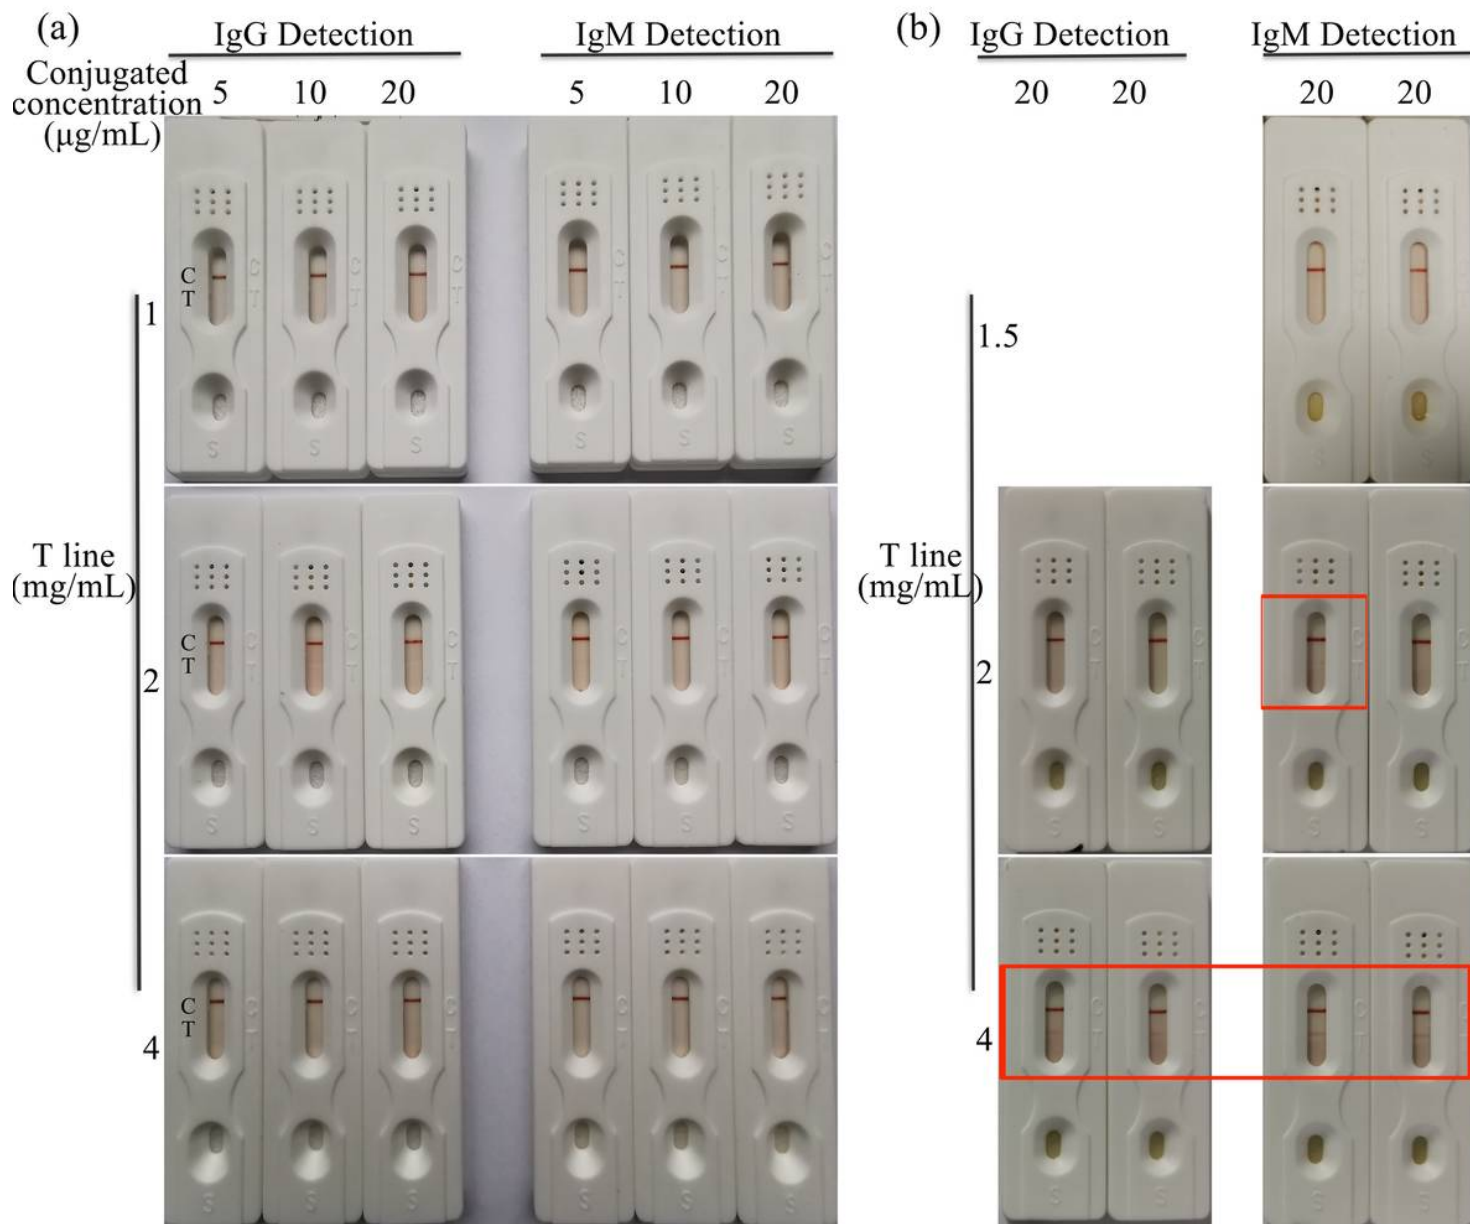 (a)
IgG Detection
IgM Detection
Conjugated
concentration
(μg/mL)
5 10 20
5 10 20
C
T
C T
C T
C T
C T
C T
C T
1
S S S S S S
T line
(mg/mL)
C
T
C T
C T
C T
C T
C T
C T
2
S S S S S S
C
T
4
S S S S S S
(b)
IgG Detection
IgM Detection
20 20
20 20
1.5
T line
(mg/mL)
2
C T
C T
C T
C T
S S S S
4
C T
C T
C T
S S S S